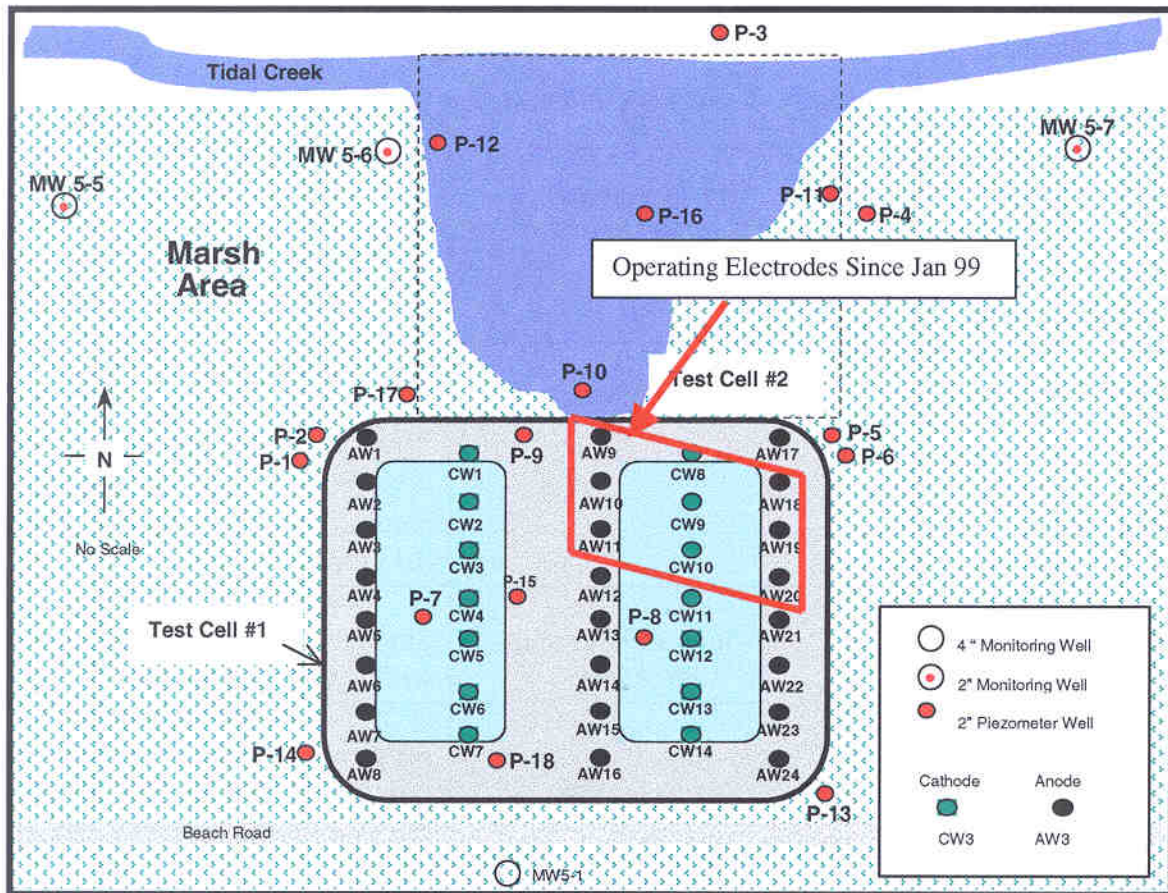 P-3
Tidal Creek
P-12
MW 5-6
MW 5-7
MW 5-5
P-11
P-4
P-16
Marsh
Area
Operating Electrodes Since Jan 99
P-10
Test Cell #2
P-17
P-2
P-1
AW1
CW1
P-9
AW9
CW8
AW17
P-5
P-6
N
AW2
CW2
AW10
CW9
AW18
No Scale
AW3
CW3
AW11
CW10
AW19
AW4
P-7
CW4
P-15
AW12
CW11
AW20
Test Cell #1
AW5
CW5
AW13
P-8
CW12
AW21
AW6
CW6
AW14
CW13
AW22
AW7
CW7
AW15
CW14
AW23
P-14
AW8
P-18
AW16
AW24
P-13
Beach Road
MW5-1
4" Monitoring Well
2" Monitoring Well
2" Piezometer Well
Cathode
Anode
CW3
AW3